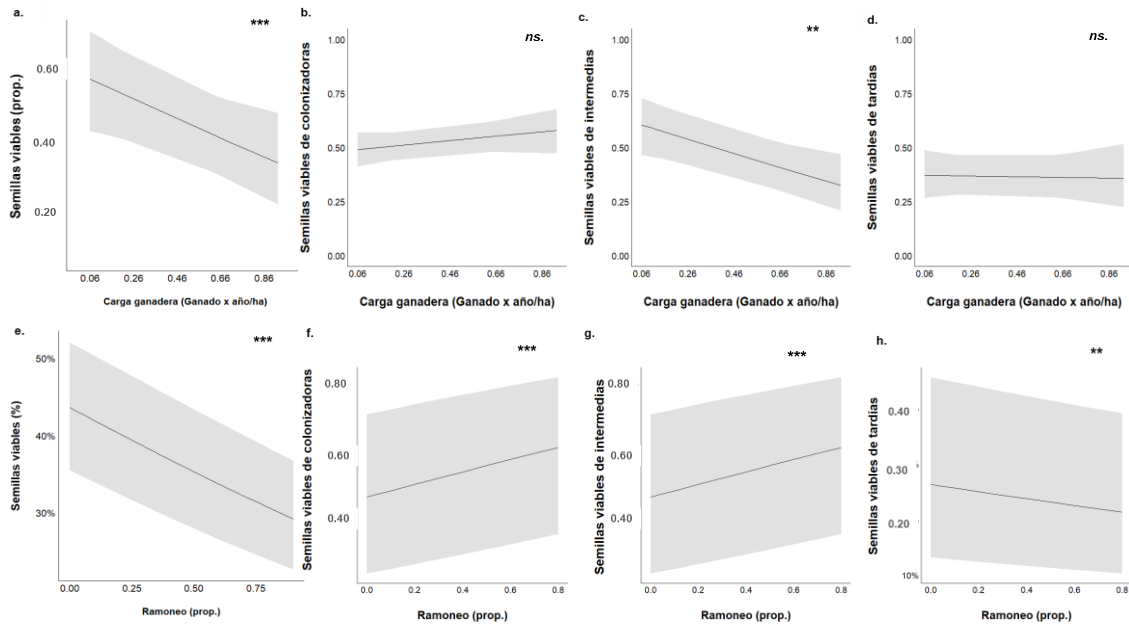 a.
***
Semillas viables (prop.)
0.60
0.40
0.20
0.06 0.26 0.46 0.66 0.86
Carga ganadera (Ganado x año/ha)
b.
ns.
Semillas viables de colonizadoras
1.00
0.75
0.50
0.25
0.00
0.06 0.26 0.46 0.66 0.86
Carga ganadera (Ganado x año/ha)
c.
**
Semillas viables de intermedias
1.00
0.75
0.50
0.25
0.00
0.06 0.26 0.46 0.66 0.86
Carga ganadera (Ganado x año/ha)
d.
ns.
Semillas viables de tardias
1.00
0.75
0.50
0.25
0.00
0.06 0.26 0.46 0.66 0.86
Carga ganadera (Ganado x año/ha)
e.
***
Semillas viables (%)
50%
40%
30%
0.00 0.25 0.50 0.75
Ramoneo (prop.)
f.
***
Semillas viables de colonizadoras
0.80
0.60
0.40
0.0 0.2 0.4 0.6 0.8
Ramoneo (prop.)
g.
***
Semillas viables de intermedias
0.80
0.60
0.40
0.0 0.2 0.4 0.6 0.8
Ramoneo (prop.)
h.
**
Semillas viables de tardias
0.40
0.30
0.20
10%
0.0 0.2 0.4 0.6 0.8
Ramoneo (prop.)